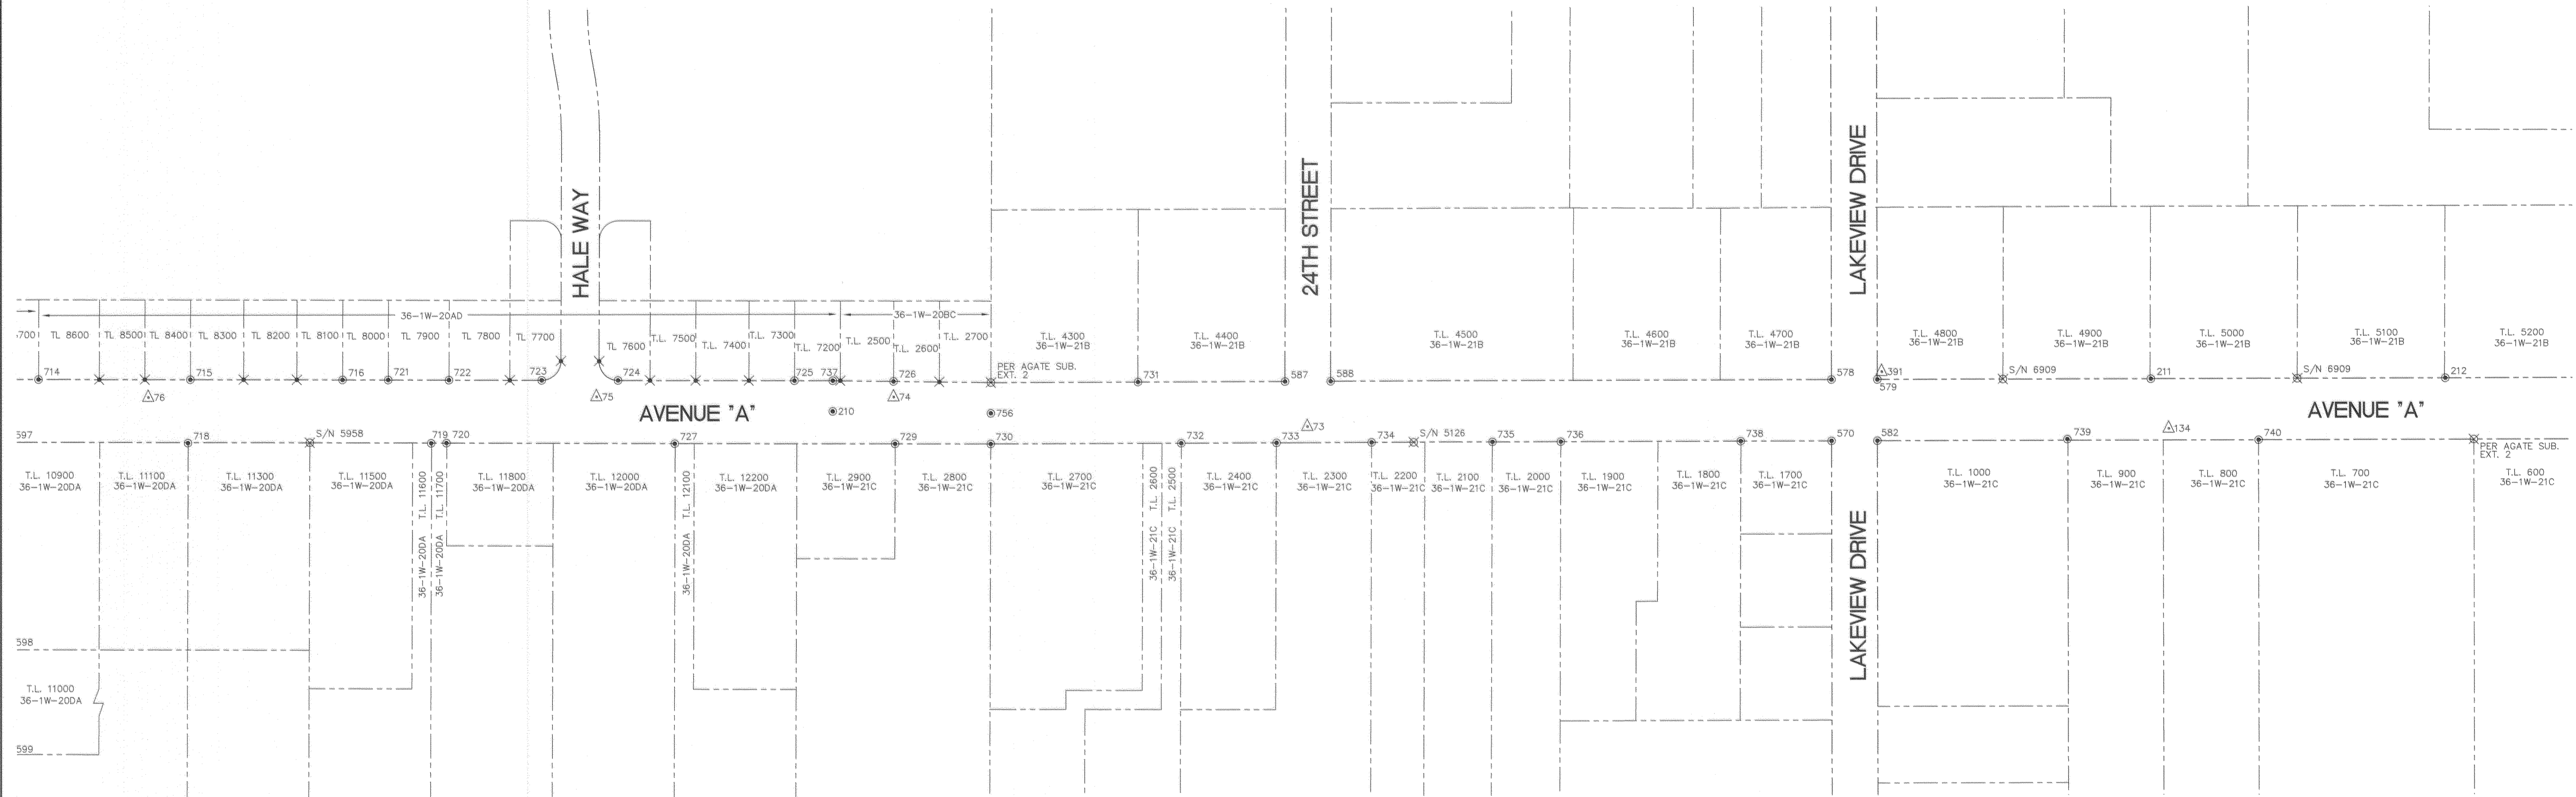 HALE WAY
24TH STREET
LAKEVIEW DRIVE
36-1W-20AD
36-1W-20BC
TL 8600
TL 8500
TL 8400
TL 8300
TL 8200
TL 8100
TL 8000
TL 7900
TL 7800
TL 7700
TL 7600
T.L. 7500
T.L. 7400
T.L. 7300
T.L. 7200
T.L. 2500
T.L. 2600
T.L. 2700
T.L. 4300
36-1W-21B
T.L. 4400
36-1W-21B
T.L. 4500
36-1W-21B
T.L. 4600
36-1W-21B
T.L. 4700
36-1W-21B
T.L. 4800
36-1W-21B
T.L. 4900
36-1W-21B
T.L. 5000
36-1W-21B
T.L. 5100
36-1W-21B
T.L. 5200
36-1W-21B
PER AGATE SUB.
EXT. 2
714
715
716
721
722
723
724
725
737
726
731
587
588
578
391
579
S/N 6909
211
S/N 6909
212
76
75
74
AVENUE "A"
210
756
73
134
AVENUE "A"
597
718
S/N 5958
719
720
727
729
730
732
733
734
S/N 5126
735
736
738
570
582
739
740
PER AGATE SUB.
EXT. 2
T.L. 10900
36-1W-20DA
T.L. 11100
36-1W-20DA
T.L. 11300
36-1W-20DA
T.L. 11500
36-1W-20DA
T.L. 11600
36-1W-20DA
T.L. 11700
36-1W-20DA
T.L. 11800
36-1W-20DA
T.L. 12000
36-1W-20DA
T.L. 12100
36-1W-20DA
T.L. 12200
36-1W-20DA
T.L. 2900
36-1W-21C
T.L. 2800
36-1W-21C
T.L. 2700
36-1W-21C
T.L. 2600
36-1W-21C
T.L. 2500
36-1W-21C
T.L. 2400
36-1W-21C
T.L. 2300
36-1W-21C
T.L. 2200
36-1W-21C
T.L. 2100
36-1W-21C
T.L. 2000
36-1W-21C
T.L. 1900
36-1W-21C
T.L. 1800
36-1W-21C
T.L. 1700
36-1W-21C
T.L. 1000
36-1W-21C
T.L. 900
36-1W-21C
T.L. 800
36-1W-21C
T.L. 700
36-1W-21C
T.L. 600
36-1W-21C
LAKEVIEW DRIVE
598
T.L. 11000
36-1W-20DA
599